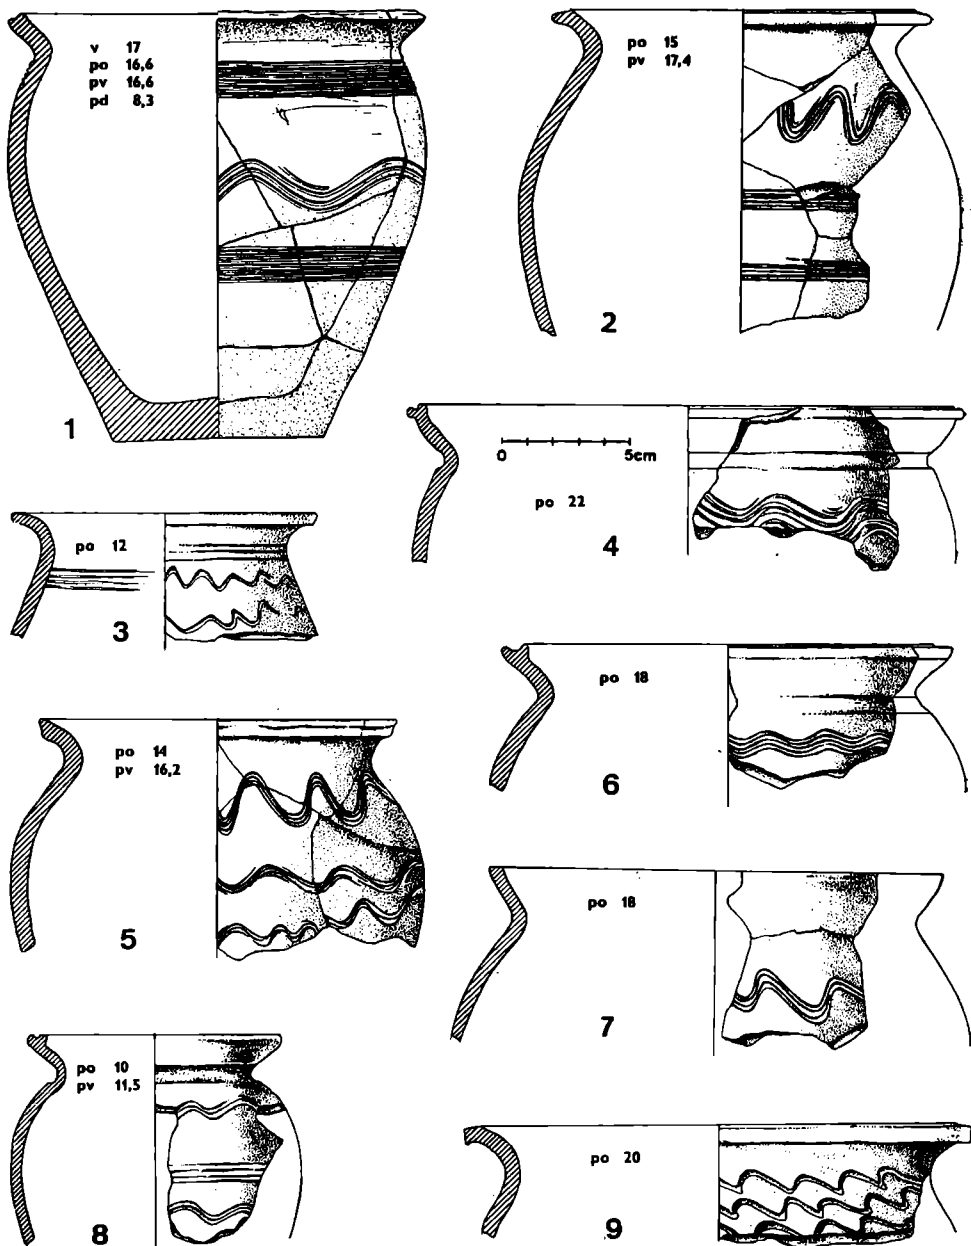 v 17
po 16,6
pv 16,6
pd 8,3
1
po 15
pv 17,4
2
po 12
3
0 5cm
po 22
4
po 14
pv 16,2
5
po 18
6
po 18
7
po 10
pv 11,5
8
po 20
9